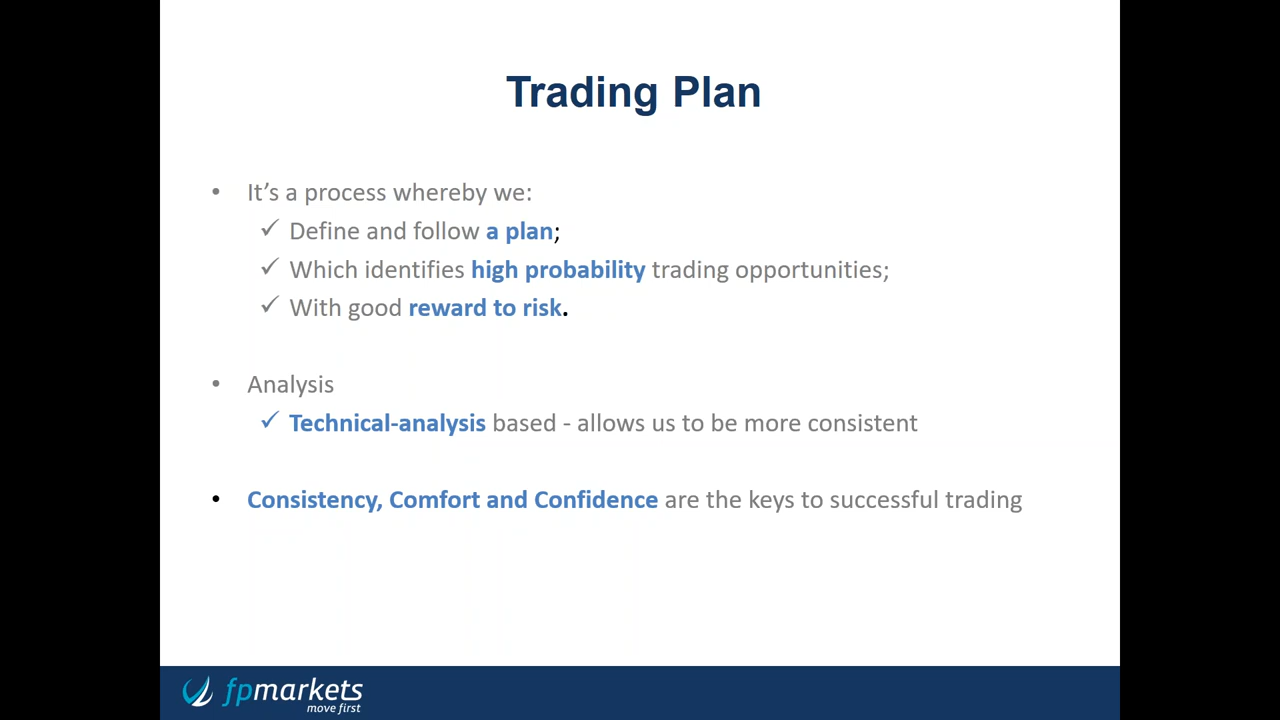 Trading Plan
• It’s a process whereby we:
✓ Define and follow a plan;
✓ Which identifies high probability trading opportunities;
✓ With good reward to risk.
• Analysis
✓ Technical-analysis based - allows us to be more consistent
• Consistency, Comfort and Confidence are the keys to successful trading
fpmarkets
move first